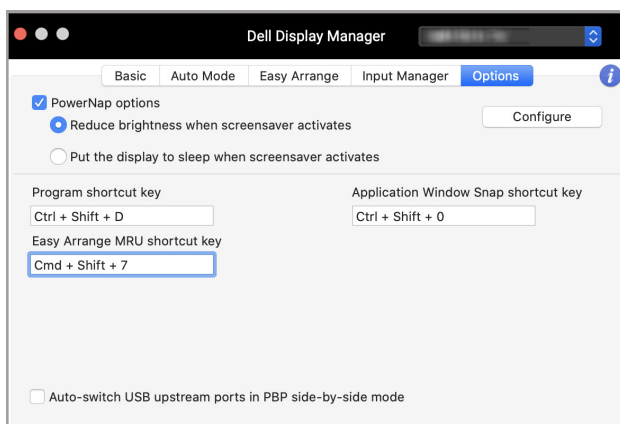 Dell Display Manager
Basic Auto Mode Easy Arrange Input Manager Options i
PowerNap options
Configure
Reduce brightness when screensaver activates
Put the display to sleep when screensaver activates
Program shortcut key Application Window Snap shortcut key
Ctrl + Shift + D Ctrl + Shift + 0
Easy Arrange MRU shortcut key
Cmd + Shift + 7
Auto-switch USB upstream ports in PBP side-by-side mode